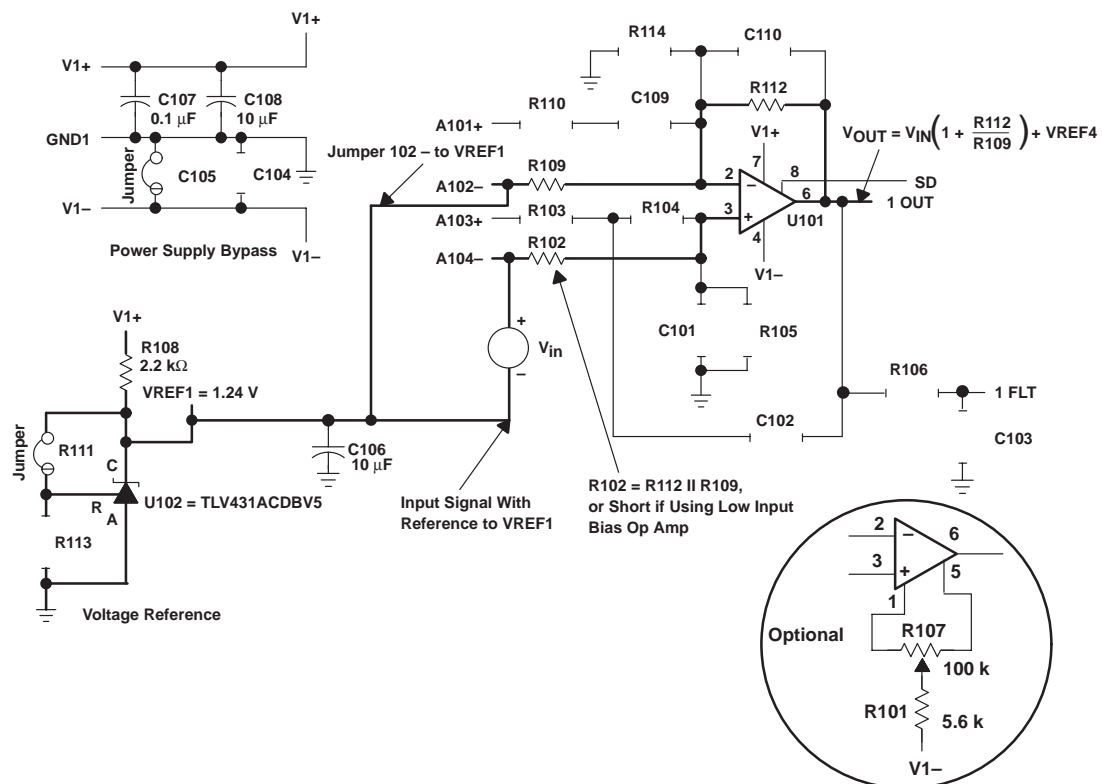 V1+
V1+
C107
0.1 µF
C108
10 µF
GND1
Jumper
C105
C104
V1–
Power Supply Bypass
V1–
R114
C110
R112
R110
C109
A101+
Jumper 102 – to VREF1
R109
A102–
A103+
R103
R104
R102
A104–
V1+
7
2
–
8
6
3
+
4
U101
V1–
SD
1 OUT
VOUT = VIN(1 + R112/R109) + VREF4
C101
R105
+
Vin
–
V1+
R108
2.2 kΩ
VREF1 = 1.24 V
Jumper
R111
C
R
A
U102 = TLV431ACDBV5
R113
Voltage Reference
C106
10 µF
Input Signal With
Reference to VREF1
R102 = R112 II R109,
or Short if Using Low Input
Bias Op Amp
R106
1 FLT
C102
C103
2
–
6
3
+
5
1
Optional
R107
100 k
R101
5.6 k
V1–